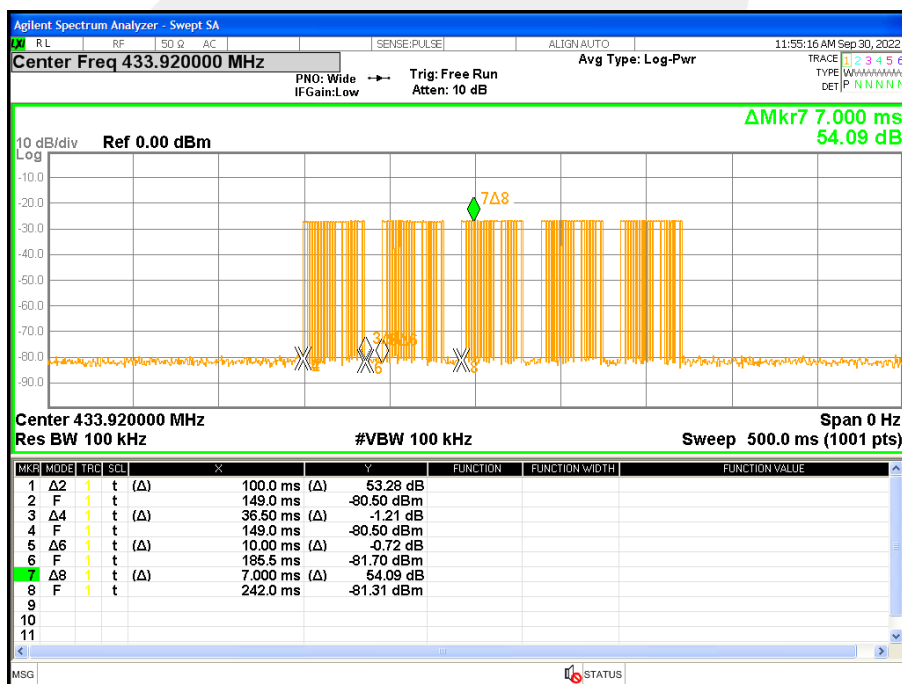 Agilent Spectrum Analyzer - Swept SA
LXI RL RF 50 Ω AC SENSE:PULSE ALIGN AUTO 11:55:16 AM Sep 30, 2022
Center Freq 433.920000 MHz Avg Type: Log-Pwr TRACE 1 2 3 4 5 6
PNO: Wide Trig: Free Run TYPE
IFGain:Low Atten: 10 dB DET P N N N N N
ΔMkr7 7.000 ms
54.09 dB
10 dB/div Ref 0.00 dBm
Log
-10.0
7Δ8
-20.0
-30.0
-40.0
-50.0
-60.0
-70.0
-80.0
6 8
-90.0
Center 433.920000 MHz Span 0 Hz
Res BW 100 kHz #VBW 100 kHz Sweep 500.0 ms (1001 pts)
MKR MODE TRC SCL X Y FUNCTION FUNCTION WIDTH FUNCTION VALUE
1 Δ2 1 t (Δ) 100.0 ms (Δ) 53.28 dB
2 F 1 t 149.0 ms -80.50 dBm
3 Δ4 1 t (Δ) 36.50 ms (Δ) -1.21 dB
4 F 1 t 149.0 ms -80.50 dBm
5 Δ6 1 t (Δ) 10.00 ms (Δ) -0.72 dB
6 F 1 t 185.5 ms -81.70 dBm
7 Δ8 1 t (Δ) 7.000 ms (Δ) 54.09 dB
8 F 1 t 242.0 ms -81.31 dBm
9
10
11
MSG STATUS